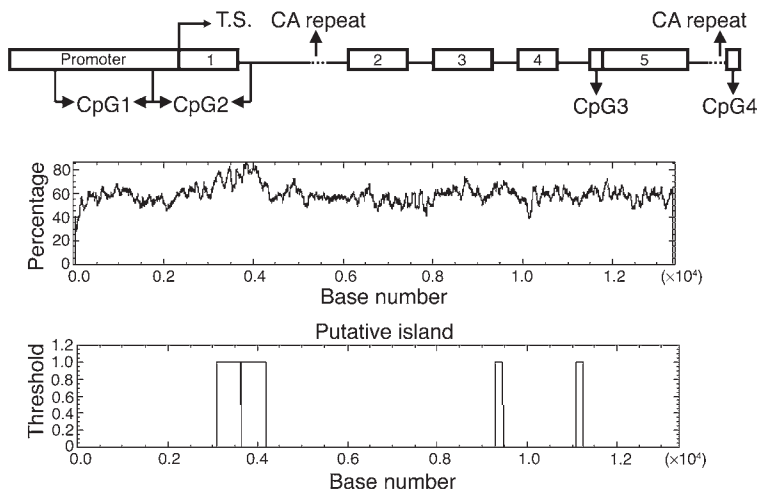 T.S. CA repeat CA repeat
Promoter 1 2 3 4 5
CpG1 CpG2 CpG3 CpG4
Percentage
80
60
40
20
0
0.0 0.2 0.4 0.6 0.8 1.0 1.2 (×10⁴)
Base number
Putative island
Threshold
1.2
1.0
0.8
0.6
0.4
0.2
0
0.0 0.2 0.4 0.6 0.8 1.0 1.2 (×10⁴)
Base number